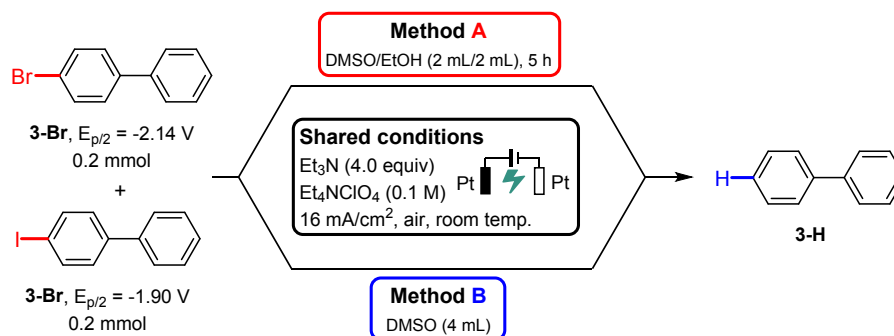 Method A
DMSO/EtOH (2 mL/2 mL), 5 h
Br
3-Br, Ep/2 = -2.14 V
0.2 mmol
+
I
3-Br, Ep/2 = -1.90 V
0.2 mmol
Shared conditions
Et3N (4.0 equiv)
Et4NClO4 (0.1 M)
16 mA/cm2, air, room temp.
Pt
Pt
H
3-H
Method B
DMSO (4 mL)